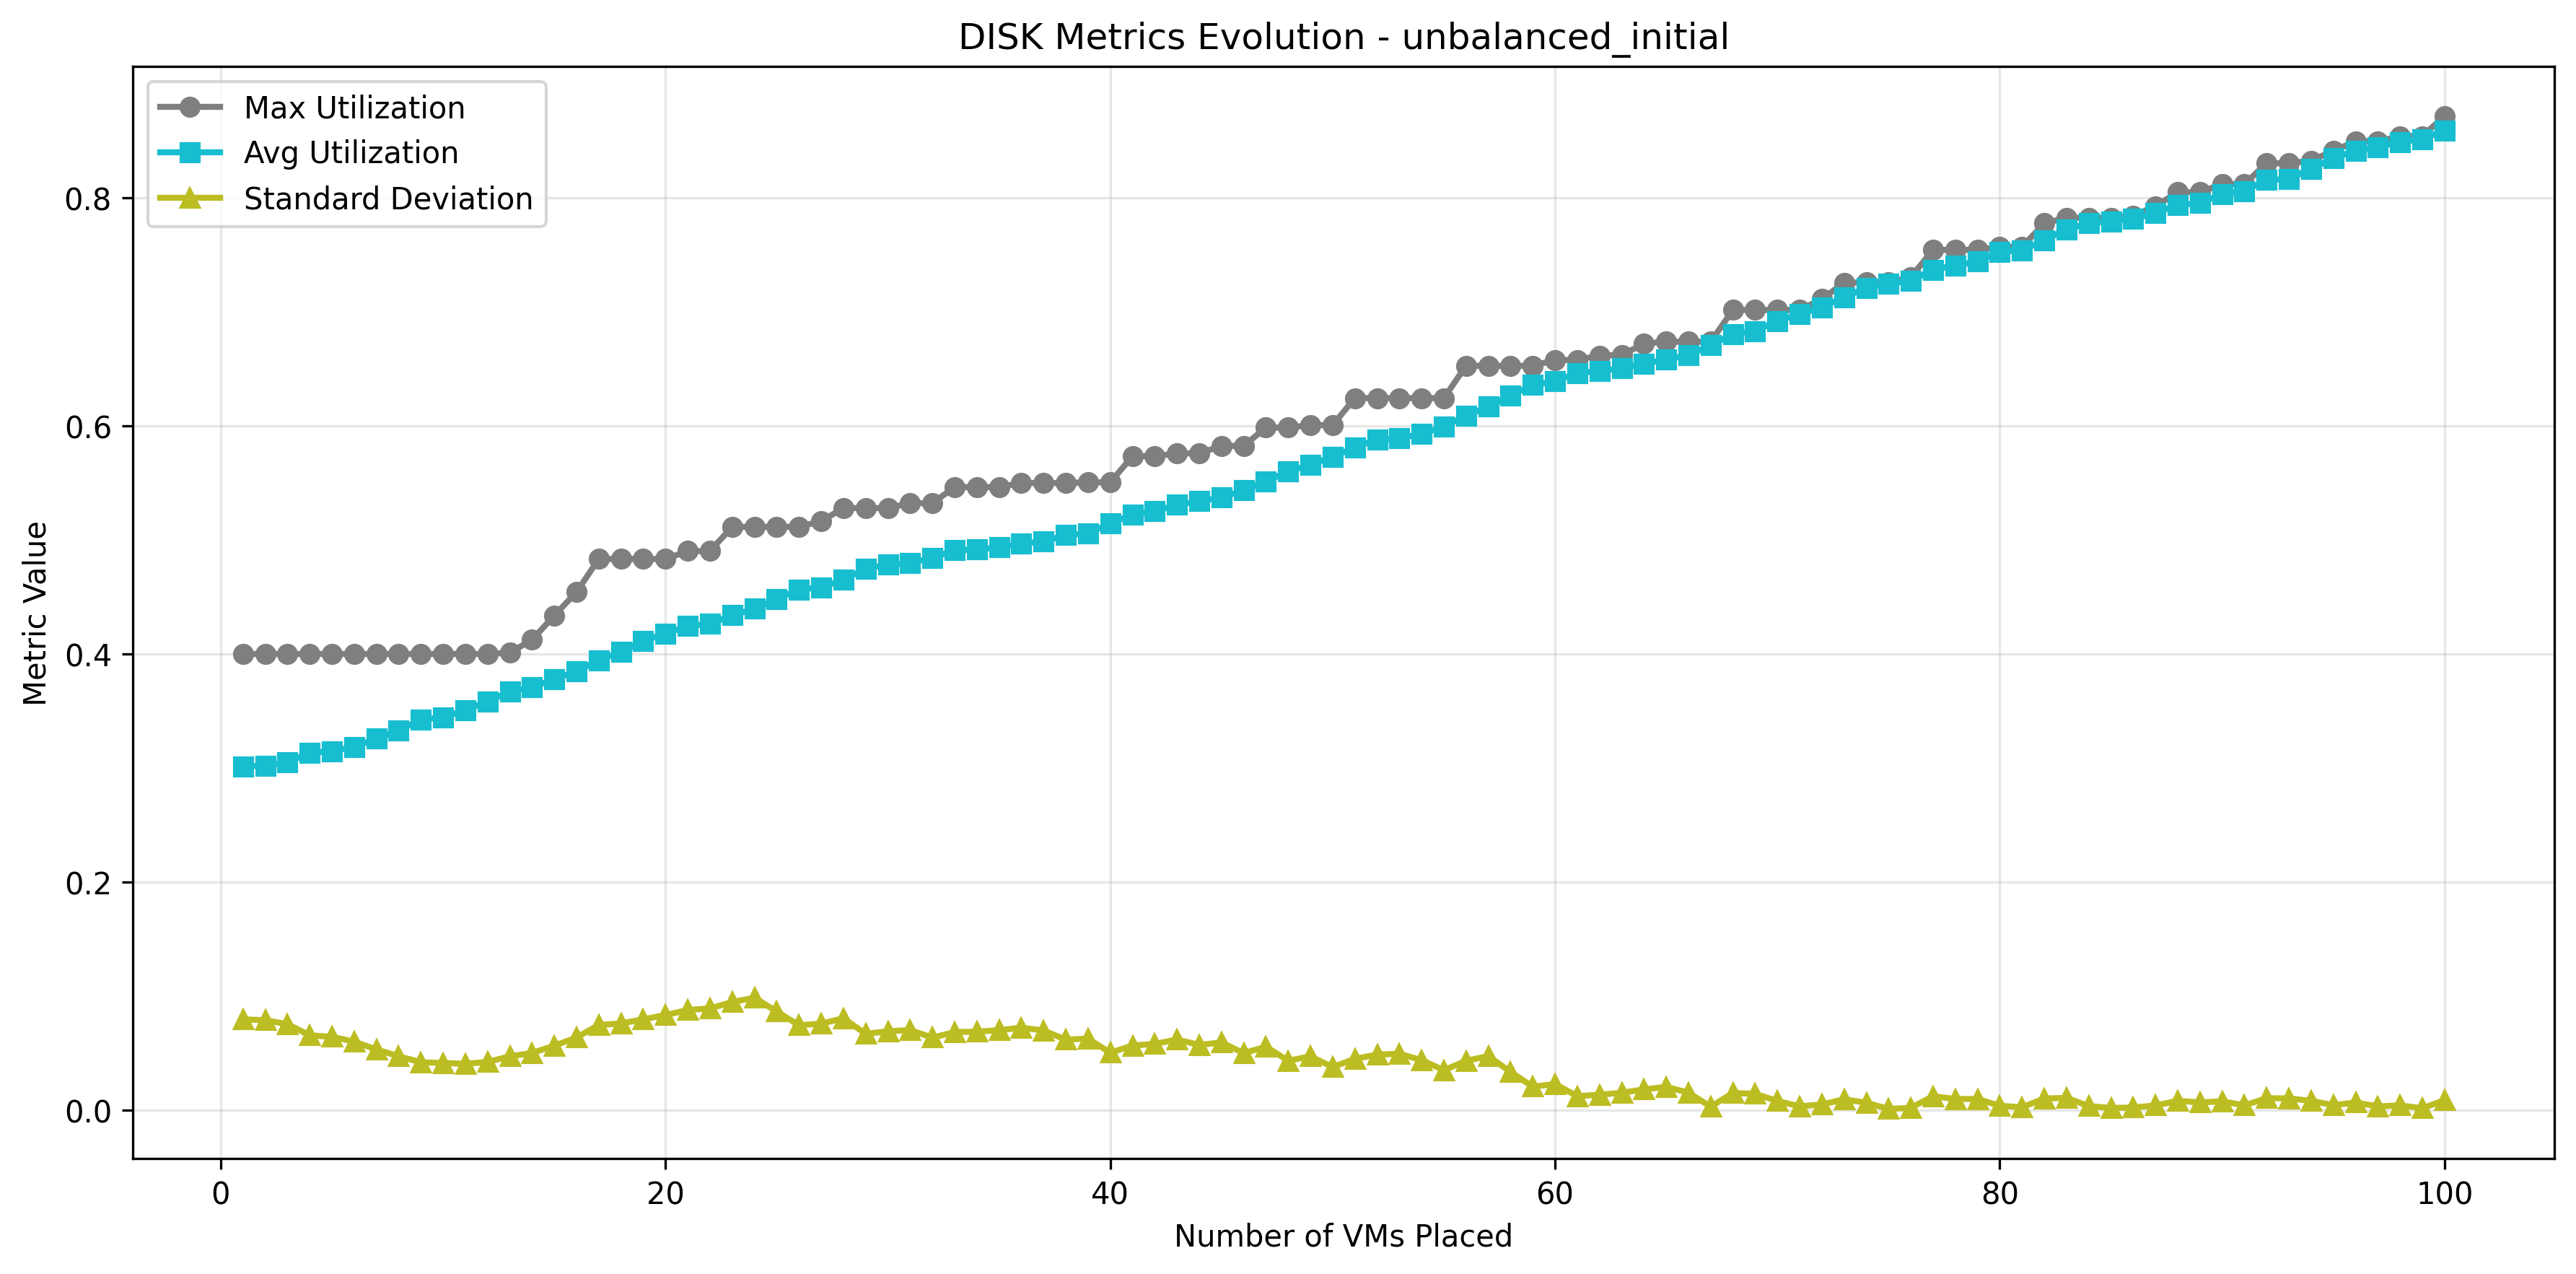 DISK Metrics Evolution - unbalanced_initial
Max Utilization
Avg Utilization
Standard Deviation
Metric Value
0.8
0.6
0.4
0.2
0.0
0 20 40 60 80 100
Number of VMs Placed